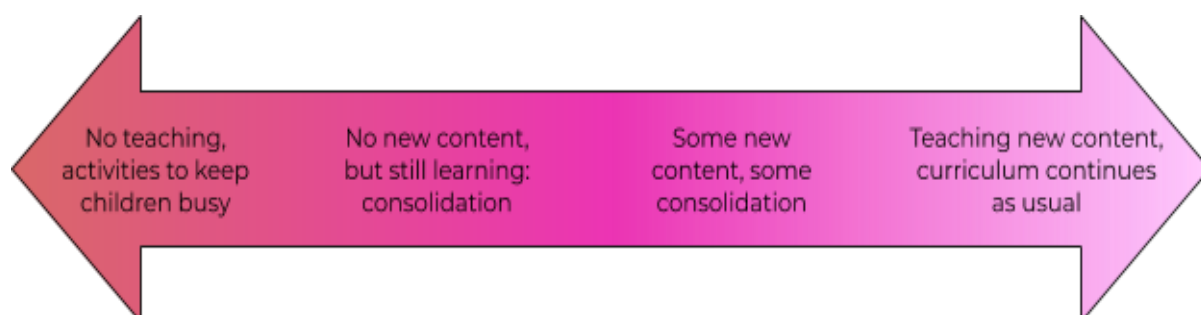 No teaching,
activities to keep
children busy
No new content,
but still learning:
consolidation
Some new
content, some
consolidation
Teaching new content,
curriculum continues
as usual